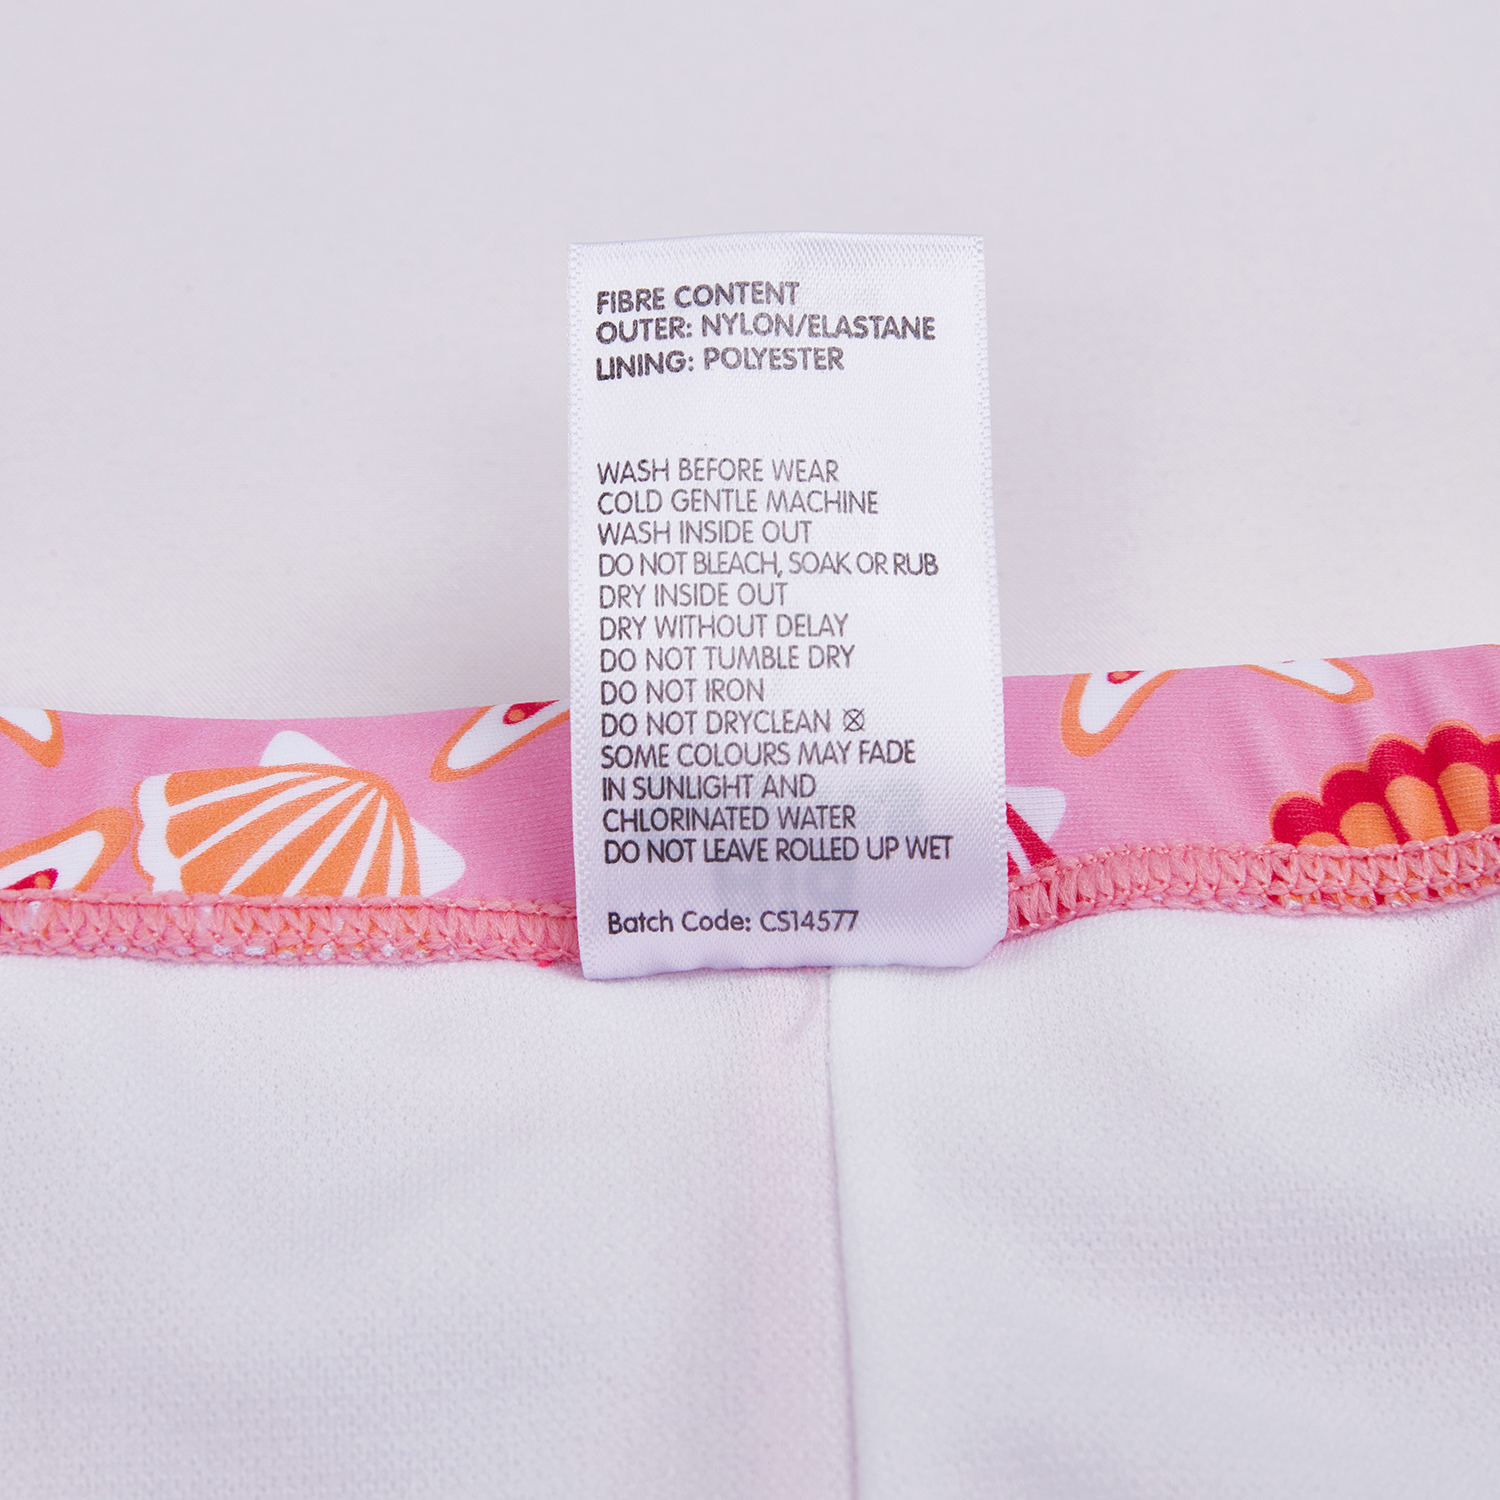 FIBRE CONTENT
OUTER: NYLON/ELASTANE
LINING: POLYESTER
WASH BEFORE WEAR
COLD GENTLE MACHINE
WASH INSIDE OUT
DO NOT BLEACH, SOAK OR RUB
DRY INSIDE OUT
DRY WITHOUT DELAY
DO NOT TUMBLE DRY
DO NOT IRON
DO NOT DRYCLEAN
SOME COLOURS MAY FADE
IN SUNLIGHT AND
CHLORINATED WATER
DO NOT LEAVE ROLLED UP WET
Batch Code: CS14577